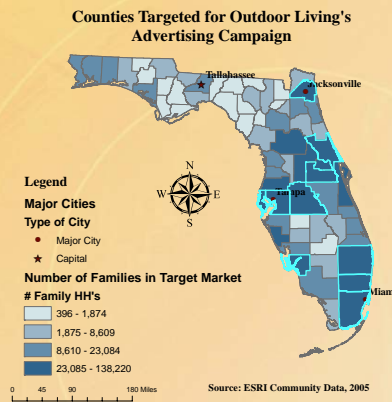 Counties Targeted for Outdoor Living's
Advertising Campaign
Tallahassee
Jacksonville
Tampa
Miami
N
W E
S
Legend
Major Cities
Type of City
Major City
Capital
Number of Families in Target Market
# Family HH's
396 - 1,874
1,875 - 8,609
8,610 - 23,084
23,085 - 138,220
0 45 90 180 Miles
Source: ESRI Community Data, 2005